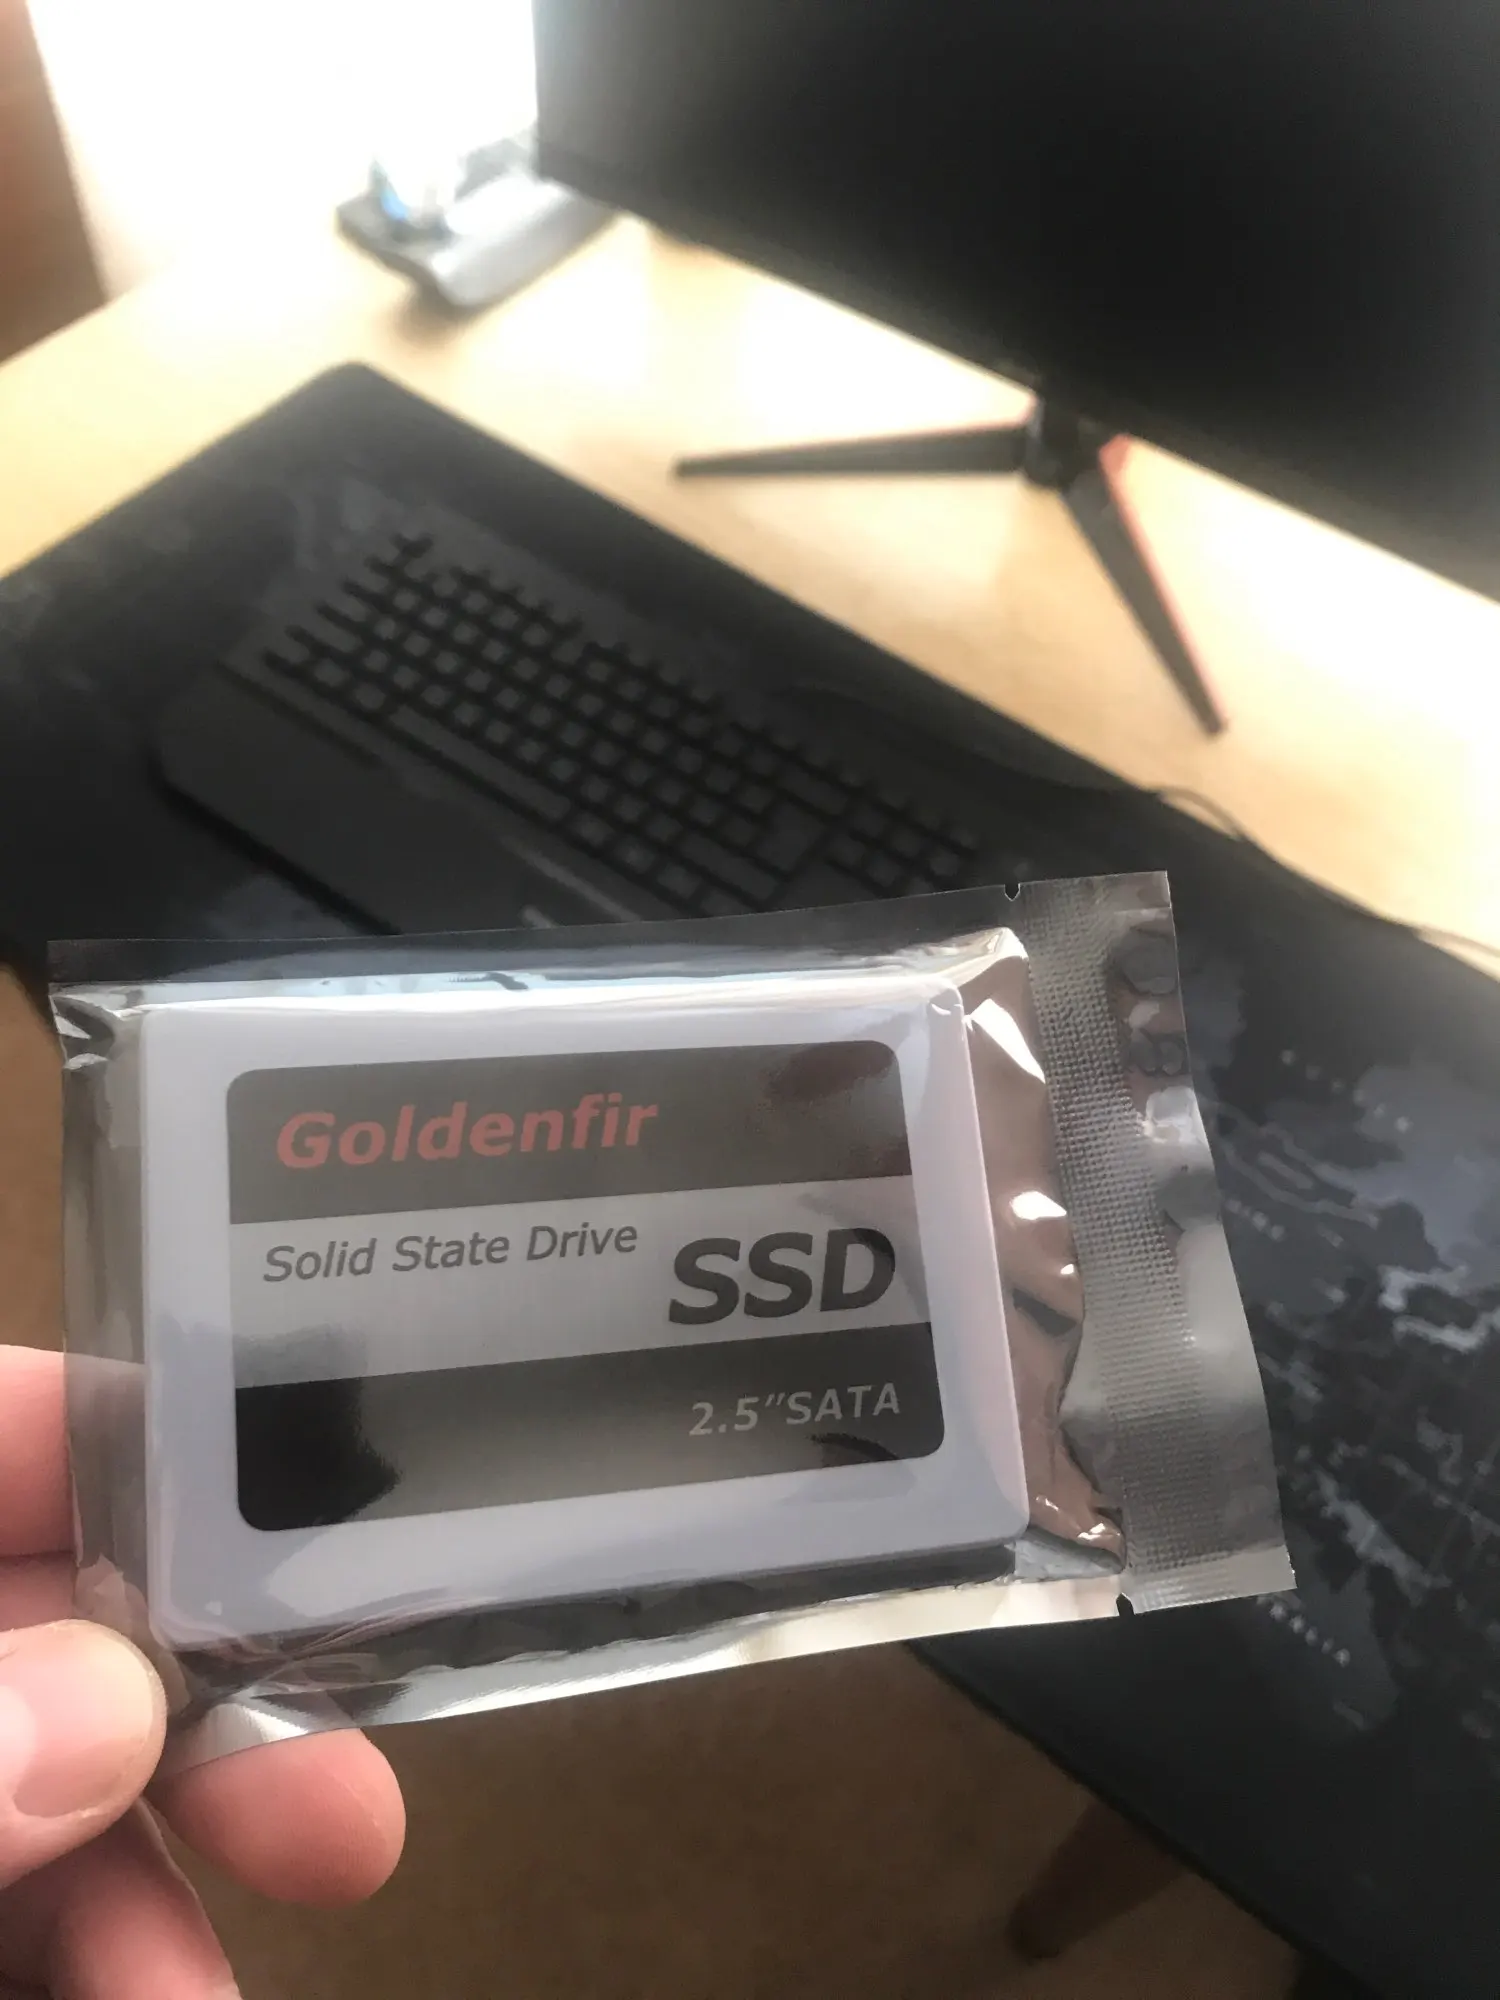 Goldenfir
Solid State Drive
SSD
2.5"SATA